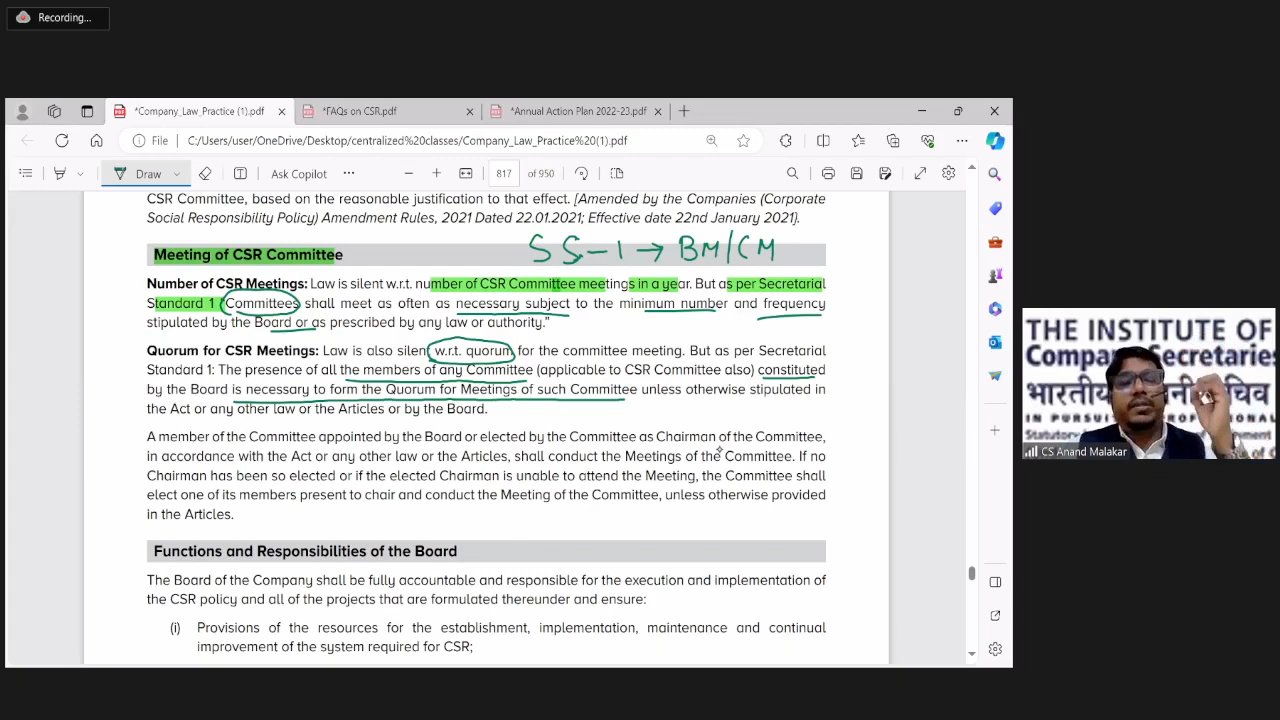 Recording...
*Company_Law_Practice (1).pdf
*FAQs on CSR.pdf
*Annual Action Plan 2022-23.pdf
File
C:/Users/user/OneDrive/Desktop/centralized%20classes/Company_Law_Practice%20(1).pdf
Draw
Ask Copilot
817 of 950
CSR Committee, based on the reasonable justification to that effect. [Amended by the Companies (Corporate
Social Responsibility Policy) Amendment Rules, 2021 Dated 22.01.2021; Effective date 22nd January 2021].
Meeting of CSR Committee
SS-1 → BM/CM
Number of CSR Meetings: Law is silent w.r.t. number of CSR Committee meetings in a year. But as per Secretarial
Standard 1 "Committees shall meet as often as necessary subject to the minimum number and frequency
stipulated by the Board or as prescribed by any law or authority."
Quorum for CSR Meetings: Law is also silent w.r.t. quorum for the committee meeting. But as per Secretarial
Standard 1: The presence of all the members of any Committee (applicable to CSR Committee also) constituted
by the Board is necessary to form the Quorum for Meetings of such Committee unless otherwise stipulated in
the Act or any other law or the Articles or by the Board.
A member of the Committee appointed by the Board or elected by the Committee as Chairman of the Committee,
in accordance with the Act or any other law or the Articles, shall conduct the Meetings of the Committee. If no
Chairman has been so elected or if the elected Chairman is unable to attend the Meeting, the Committee shall
elect one of its members present to chair and conduct the Meeting of the Committee, unless otherwise provided
in the Articles.
Functions and Responsibilities of the Board
The Board of the Company shall be fully accountable and responsible for the execution and implementation of
the CSR policy and all of the projects that are formulated thereunder and ensure:
(i) Provisions of the resources for the establishment, implementation, maintenance and continual
improvement of the system required for CSR;
THE INSTITUTE OF
Company Secretaries
भारतीय
IN PURSUIT
Statutory
CS Anand Malakar